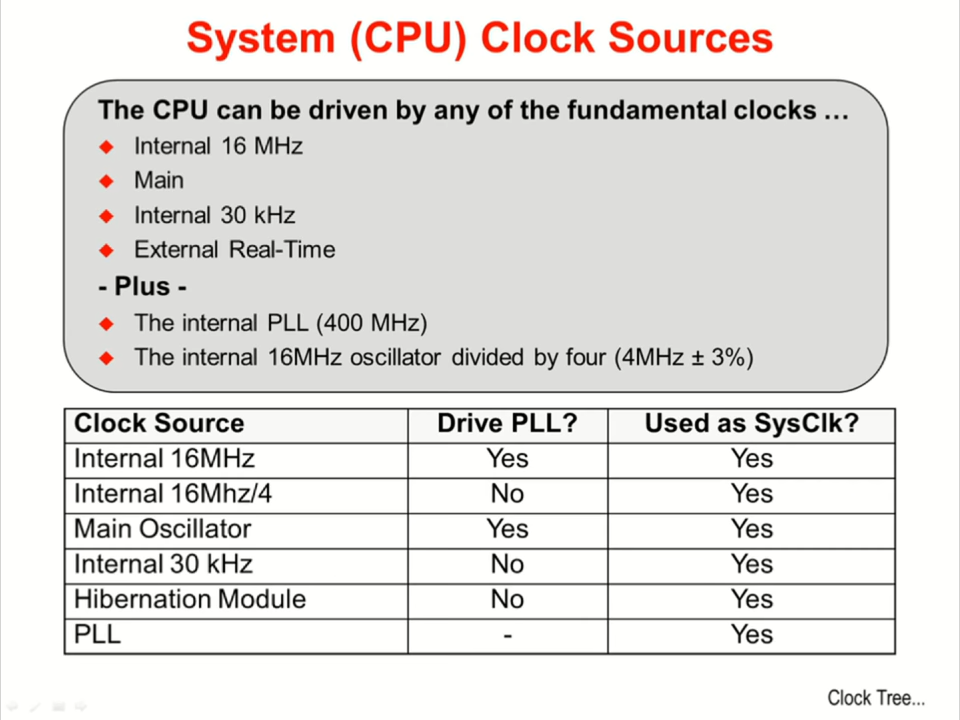 System (CPU) Clock Sources
The CPU can be driven by any of the fundamental clocks …
Internal 16 MHz
Main
Internal 30 kHz
External Real-Time
- Plus -
The internal PLL (400 MHz)
The internal 16MHz oscillator divided by four (4MHz ± 3%)
Clock Source Drive PLL? Used as SysClk?
Internal 16MHz Yes Yes
Internal 16Mhz/4 No Yes
Main Oscillator Yes Yes
Internal 30 kHz No Yes
Hibernation Module No Yes
PLL - Yes
Clock Tree...